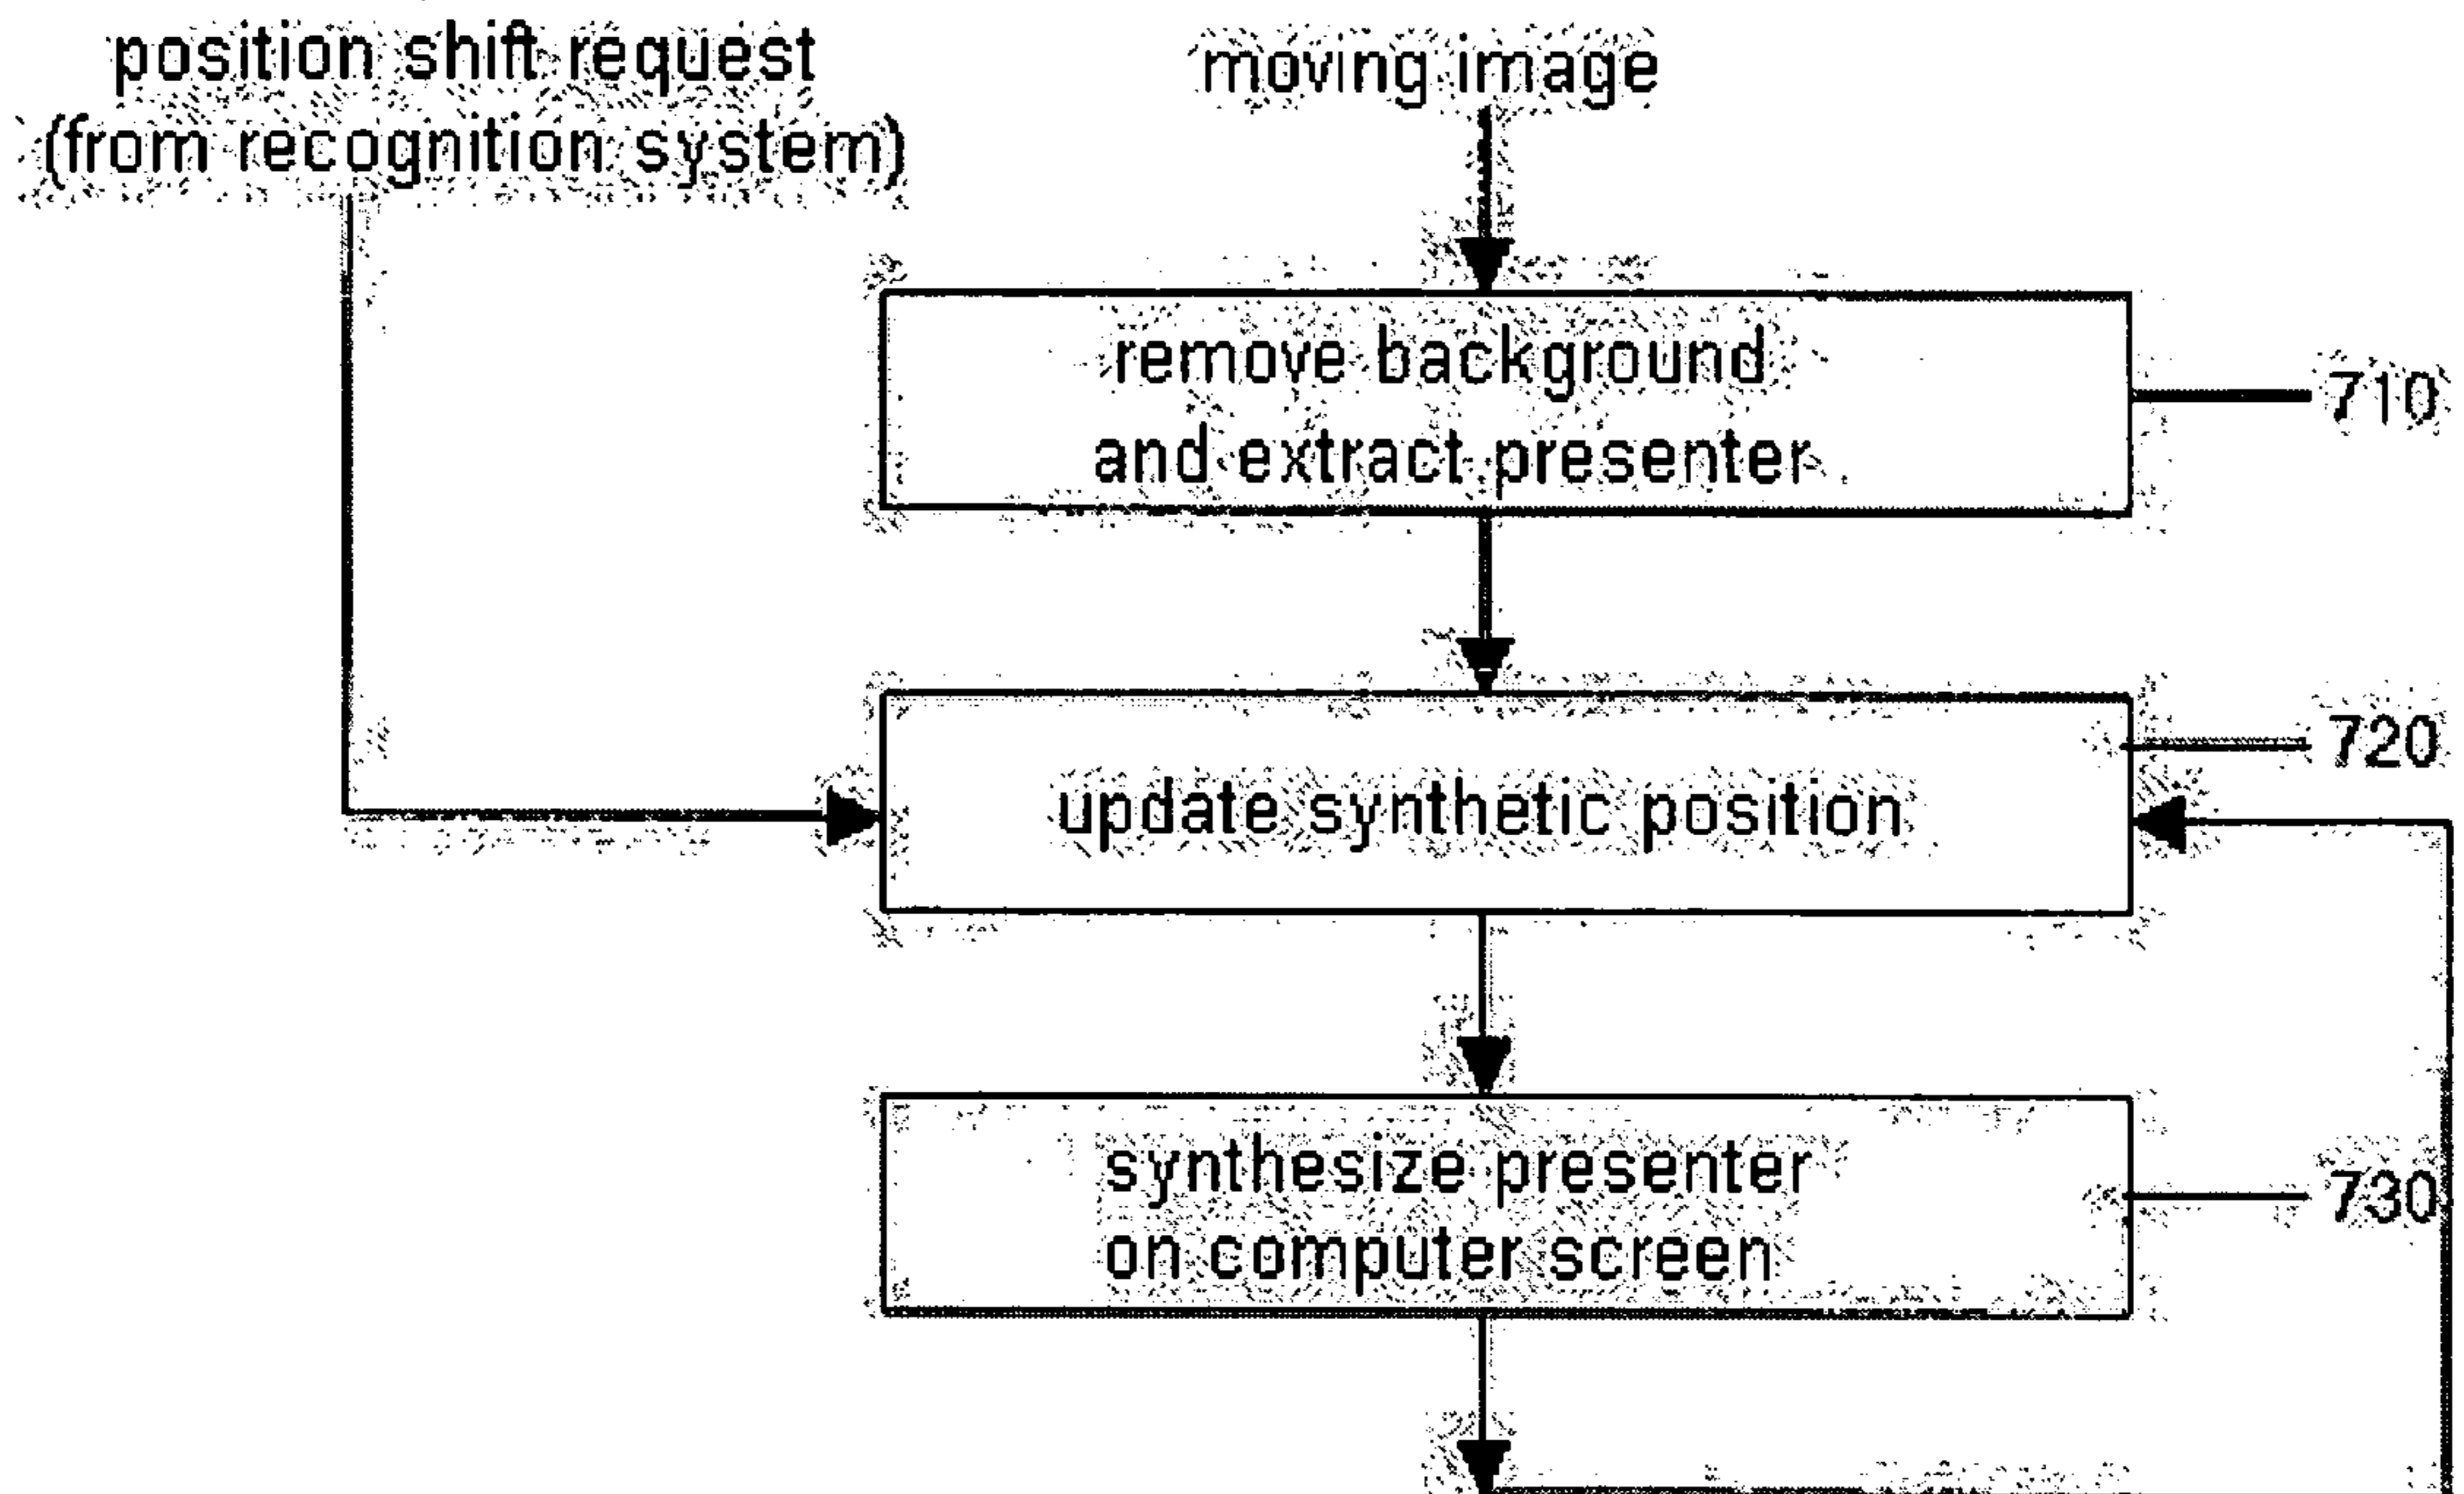 position shift request
(from recognition system)
moving image
remove background
and extract presenter
710
720
update synthetic position
synthesize presenter
on computer screen
730